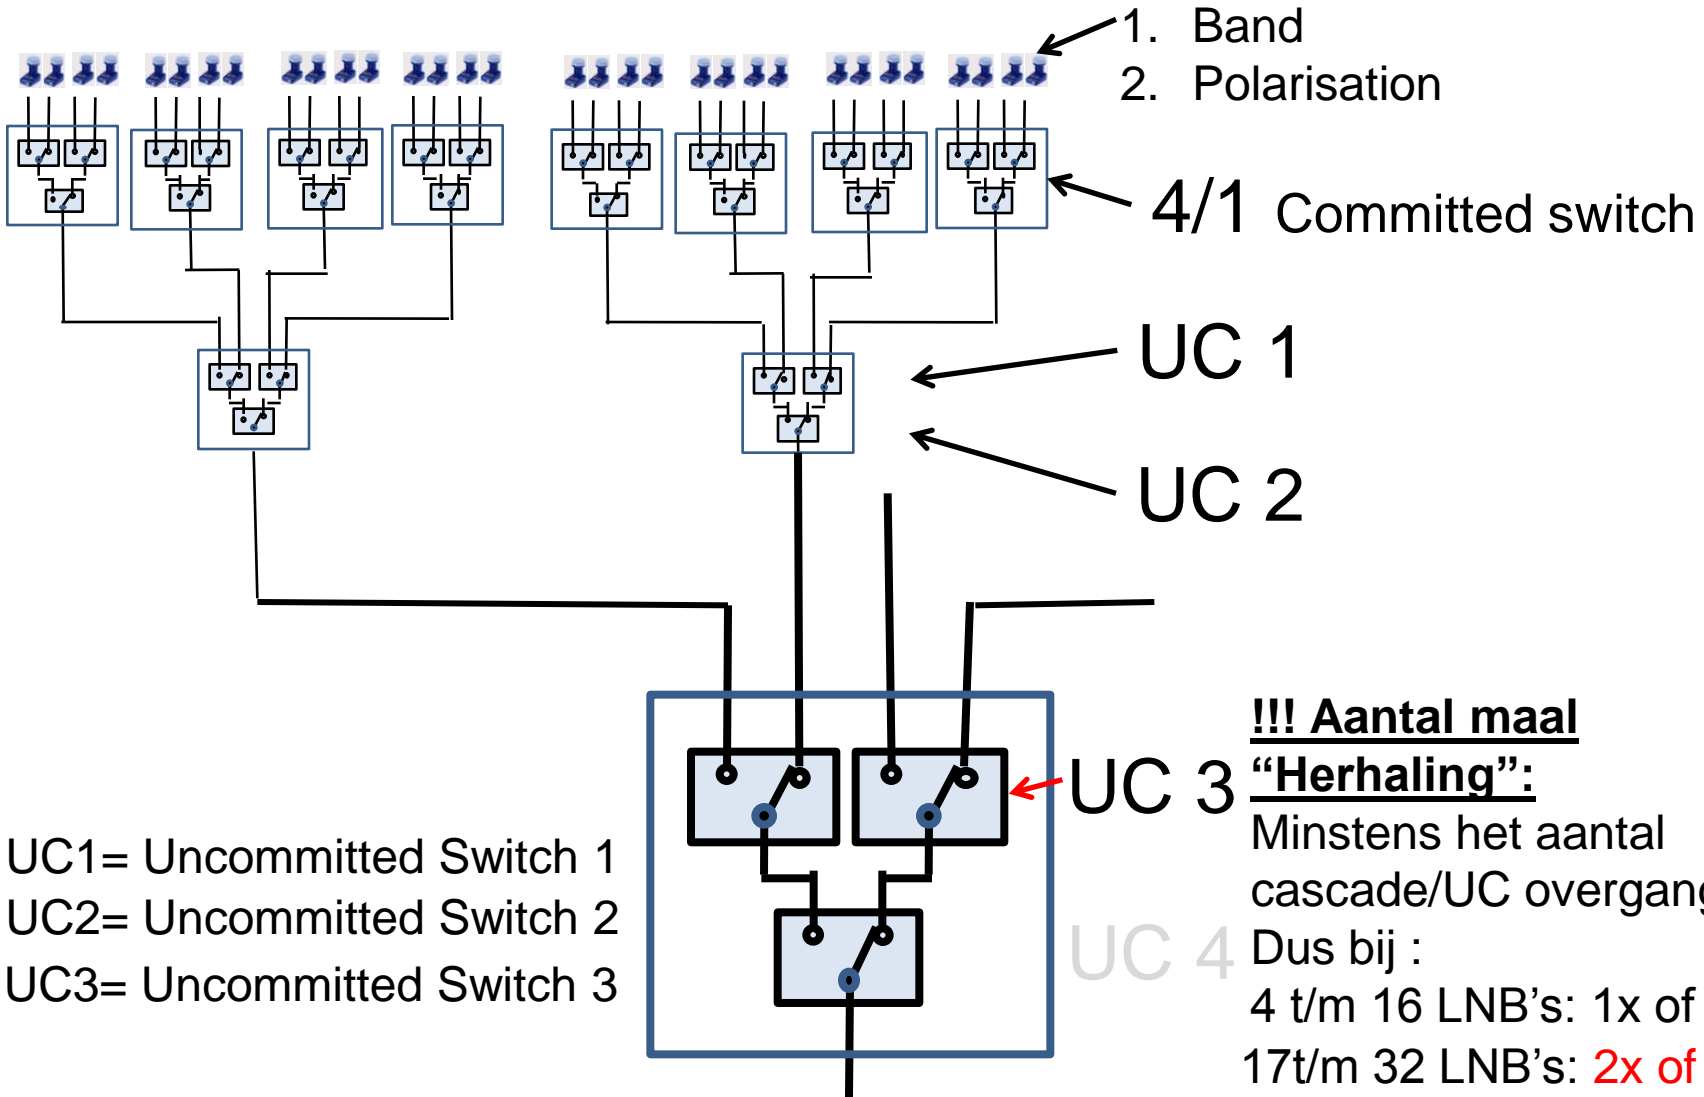 1. Band
2. Polarisation
4/1 Committed switch
UC 1
UC 2
UC 3
UC 4
UC1= Uncommitted Switch 1
UC2= Uncommitted Switch 2
UC3= Uncommitted Switch 3
!!! Aantal maal
“Herhaling”:
Minstens het aantal
cascade/UC overgang
Dus bij :
4 t/m 16 LNB’s: 1x of
17t/m 32 LNB’s: 2x of